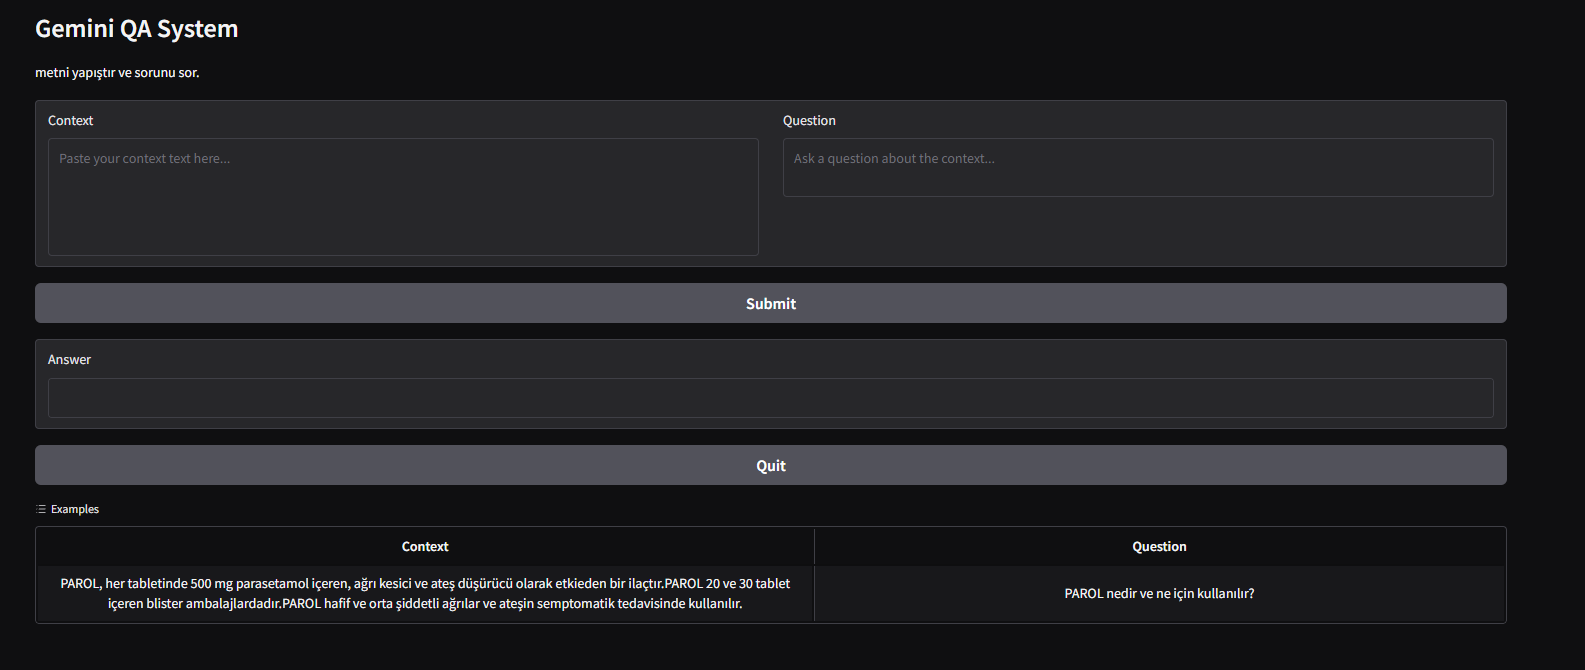 Gemini QA System
metni yapıştır ve sorunu sor.
Context
Paste your context text here...
Question
Ask a question about the context...
Submit
Answer
Quit
Examples
Context
Question
PAROL, her tabletinde 500 mg parasetamol içeren, ağrı kesici ve ateş düşürücü olarak etkieden bir ilaçtır.PAROL 20 ve 30 tablet
içeren blister ambalajlardadır.PAROL hafif ve orta şiddetli ağrılar ve ateşin semptomatik tedavisinde kullanılır.
PAROL nedir ve ne için kullanılır?